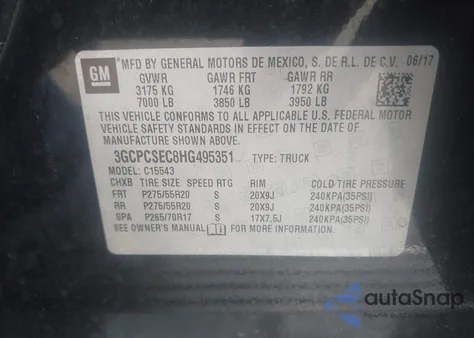 GM
MFD BY GENERAL MOTORS DE MEXICO, S. DE R.L. DE C.V. 06/17
GVWR GAWR FRT GAWR RR
3175 KG 1746 KG 1792 KG
7000 LB 3850 LB 3950 LB
THIS VEHICLE CONFORMS TO ALL APPLICABLE U.S. FEDERAL MOTOR
VEHICLE SAFETY STANDARDS IN EFFECT ON THE DATE OF
MANUFACTURE SHOWN ABOVE.
3GCPCSEC8HG495351 TYPE: TRUCK
MODEL: C15543
CHXB TIRE SIZE SPEED RTG RIM COLD TIRE PRESSURE
FRT P275/55R20 S 20X9J 240KPA(35PSI)
RR P275/55R20 S 20X9J 240KPA(35PSI)
SPA P265/70R17 S 17X7.5J 240KPA(35PSI)
SEE OWNER'S MANUAL FOR MORE INFORMATION.
autoSnap